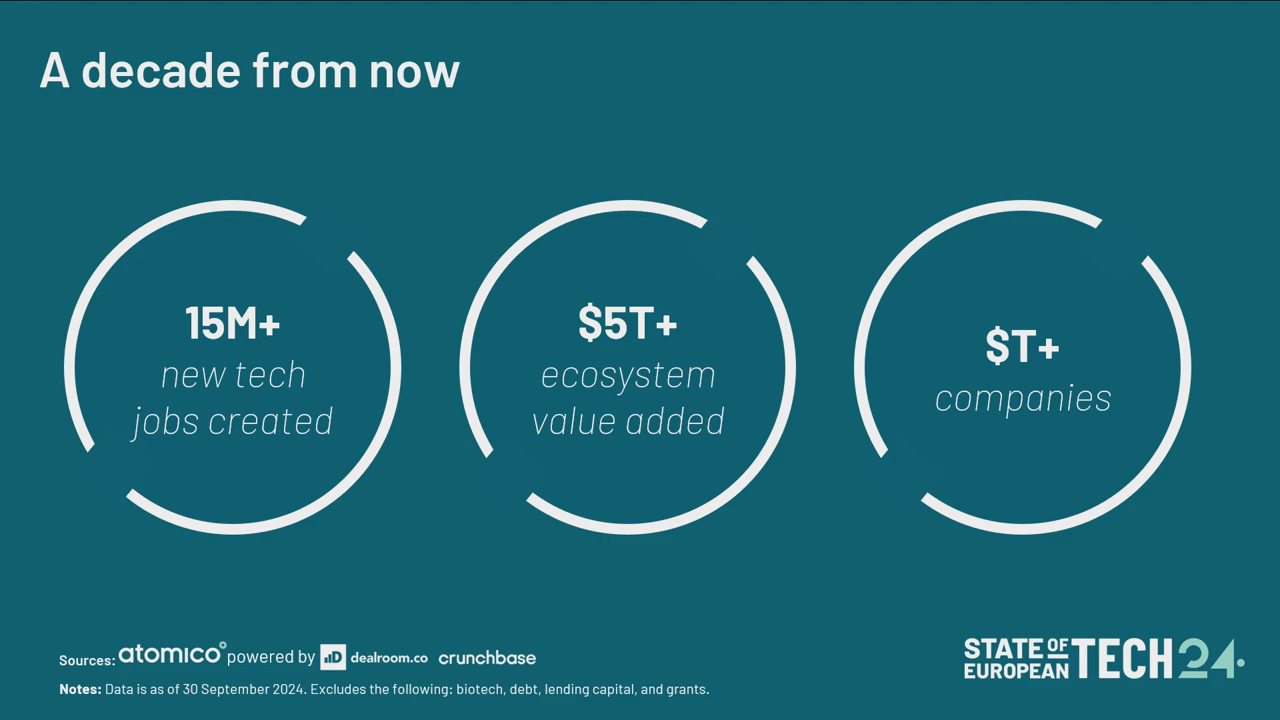 A decade from now
15M+
new tech
jobs created
$5T+
ecosystem
value added
$T+
companies
Sources: atomico powered by dealroom.co crunchbase
Notes: Data is as of 30 September 2024. Excludes the following: biotech, debt, lending capital, and grants.
STATE OF
EUROPEAN TECH 24